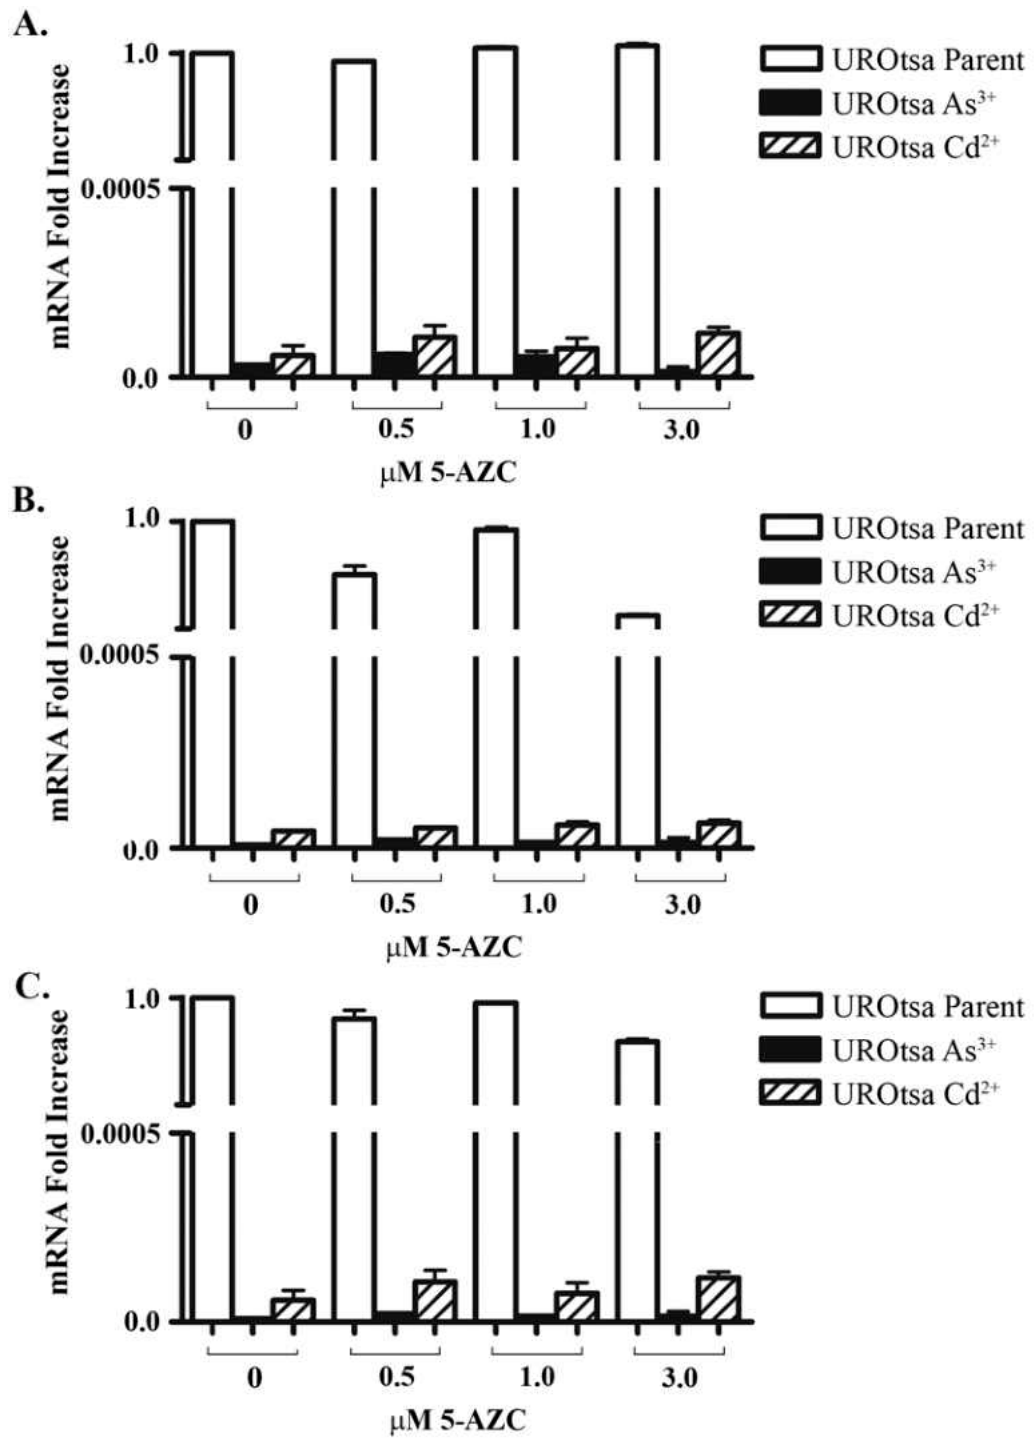 A.
mRNA Fold Increase
1.0
0.0005
0.0
UROtsa Parent
UROtsa As³⁺
UROtsa Cd²⁺
0 0.5 1.0 3.0
μM 5-AZC
B.
mRNA Fold Increase
1.0
0.0005
0.0
UROtsa Parent
UROtsa As³⁺
UROtsa Cd²⁺
0 0.5 1.0 3.0
μM 5-AZC
C.
mRNA Fold Increase
1.0
0.0005
0.0
UROtsa Parent
UROtsa As³⁺
UROtsa Cd²⁺
0 0.5 1.0 3.0
μM 5-AZC